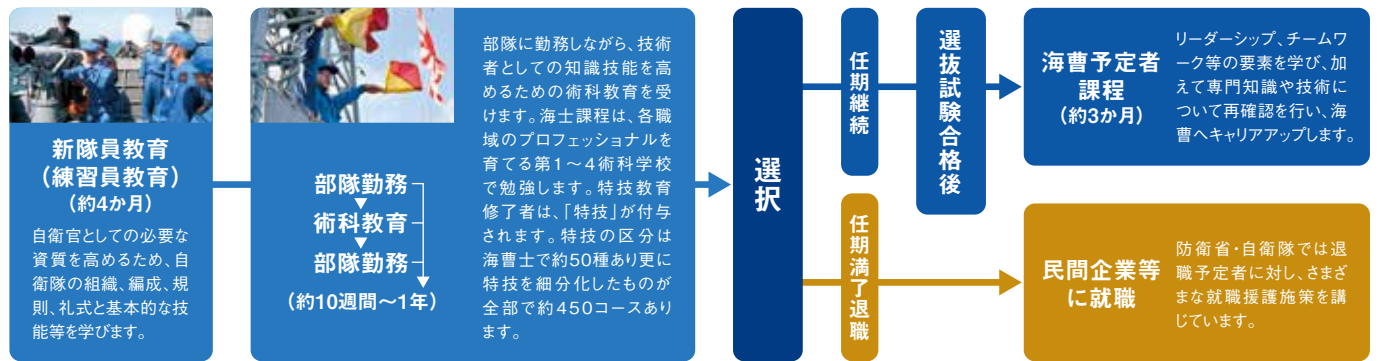 新隊員教育
（練習員教育）
（約4か月）
自衛官としての必要な
資質を高めるため、自
衛隊の組織、編成、規
則、礼式と基本的な技
能等を学びます。
部隊勤務
術科教育
部隊勤務
（約10週間～1年）
部隊に勤務しながら、技術
者としての知識技能を高
めるための術科教育を受
けます。海士課程は、各職
域のプロフェッショナルを
育てる第1～4術科学校
で勉強します。特技教育
修了者は、「特技」が付与
されます。特技の区分は
海曹士で約50種あり更に
特技を細分化したものが
全部で約450コースあり
ます。
選択
任期継続
選抜試験合格後
海曹予定者
課程
（約3か月）
リーダーシップ、チームワ
ーク等の要素を学び、加
えて専門知識や技術に
ついて再確認を行い、海
曹へキャリアアップします。
任期満了退職
民間企業等
に就職
防衛省・自衛隊では退
職予定者に対し、さまざ
まな就職援護施策を講
じています。